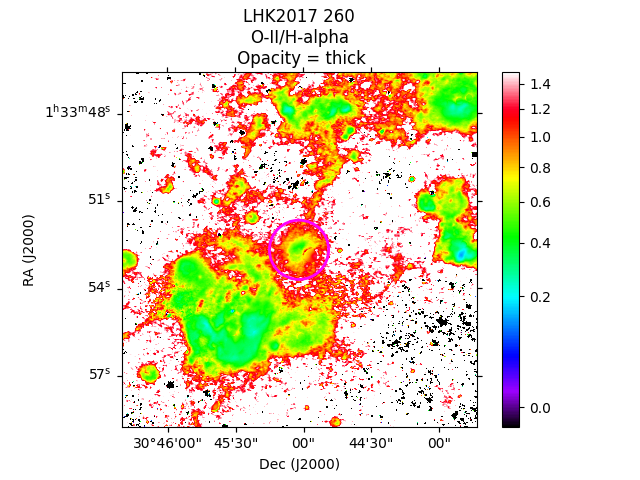 LHK2017 260
O-II/H-alpha
Opacity = thick
1ʰ33ᵐ48ˢ
51ˢ
54ˢ
57ˢ
RA (J2000)
30°46'00" 45'30" 00" 44'30" 00"
Dec (J2000)
1.4
1.2
1.0
0.8
0.6
0.4
0.2
0.0